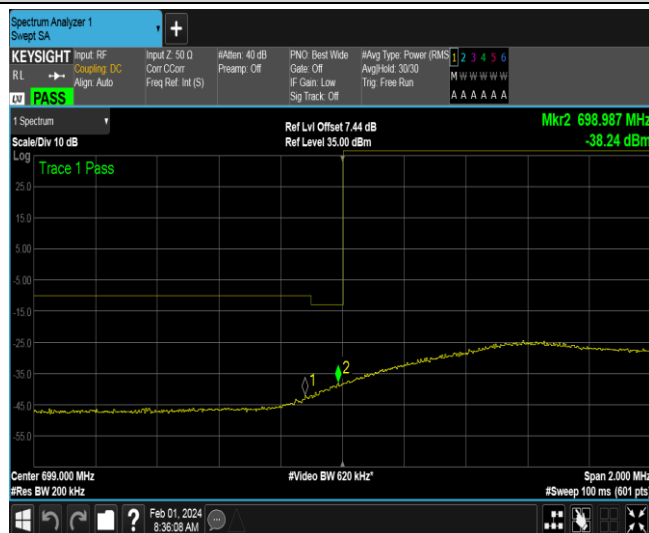 Spectrum Analyzer 1
Swept SA
+
KEYSIGHT
RL
LXI PASS
Input: RF
Coupling: DC
Align: Auto
Input Z: 50 Ω
Corr CCorr
Freq Ref: Int (S)
#Atten: 40 dB
Preamp: Off
PNO: Best Wide
Gate: Off
IF Gain: Low
Sig Track: Off
#Avg Type: Power (RMS
Avg|Hold: 30/30
Trig: Free Run
1 2 3 4 5 6
M W W W W W
A A A A A A
1 Spectrum
Scale/Div 10 dB
Ref Lvl Offset 7.44 dB
Ref Level 35.00 dBm
Mkr2 698.987 MHz
-38.24 dBm
Log
Trace 1 Pass
25.0
15.0
5.00
-5.00
-15.0
-25.0
-35.0
-45.0
-55.0
1
2
Center 699.000 MHz
#Res BW 200 kHz
#Video BW 620 kHz*
Span 2.000 MHz
#Sweep 100 ms (601 pts)
?
Feb 01, 2024
8:36:08 AM